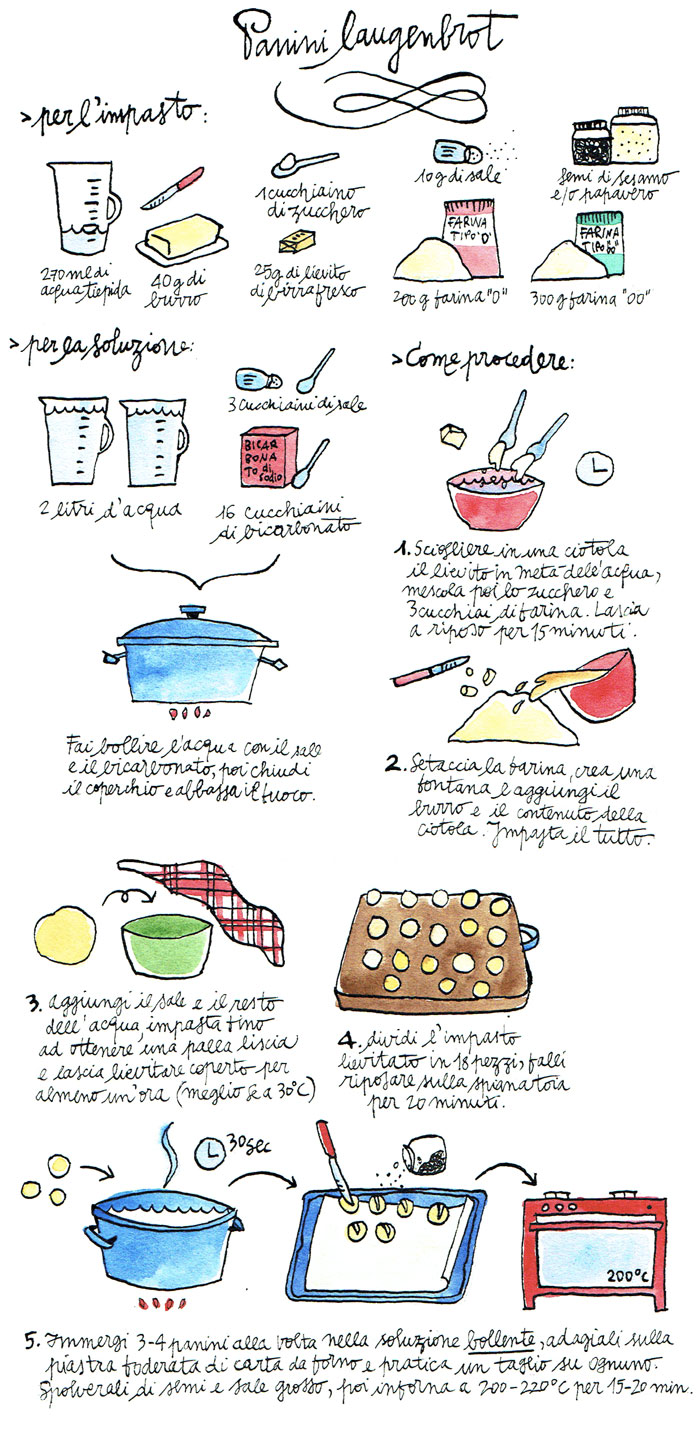 Panini laugenbrot
> per l'impasto:
270 ml di
acqua tiepida
40 g di
burro
1 cucchiaino
di zucchero
25g di lievito
di birra fresco
10 g di sale
FARINA
TIPO "0"
200 g farina "0"
semi di sesamo
e/o papavero
FARINA
TIPO "00"
300 g farina "00"
> per la soluzione:
2 litri d'acqua
3 cucchiaini di sale
BICAR
BONA
TO di
sodio
16 cucchiaini
di bicarbonato
Fai bollire l'acqua con il sale
e il bicarbonato, poi chiudi
il coperchio e abbassa il fuoco.
> Come procedere:
1. Sciogliere in una ciotola
il lievito in metà dell'acqua,
mescola poi lo zucchero e
3 cucchiai di farina. Lascia
a riposo per 15 minuti.
2. Setaccia la farina, crea una
fontana e aggiungi il
burro e il contenuto della
ciotola. Impasta il tutto.
3. Aggiungi il sale e il resto
dell'acqua, impasta fino
ad ottenere una palla liscia
e lascia lievitare coperto per
almeno un'ora (meglio se a 30°C)
4. dividi l'impasto
lievitato in 18 pezzi, falli
riposare sulla spianatoia
per 20 minuti.
30 sec
200°C
5. Immergi 3-4 panini alla volta nella soluzione bollente, adagiali sulla
piastra foderata di carta da forno e pratica un taglio su ognuno.
Spolverali di semi e sale grosso, poi inforna a 200-220°C per 15-20 min.